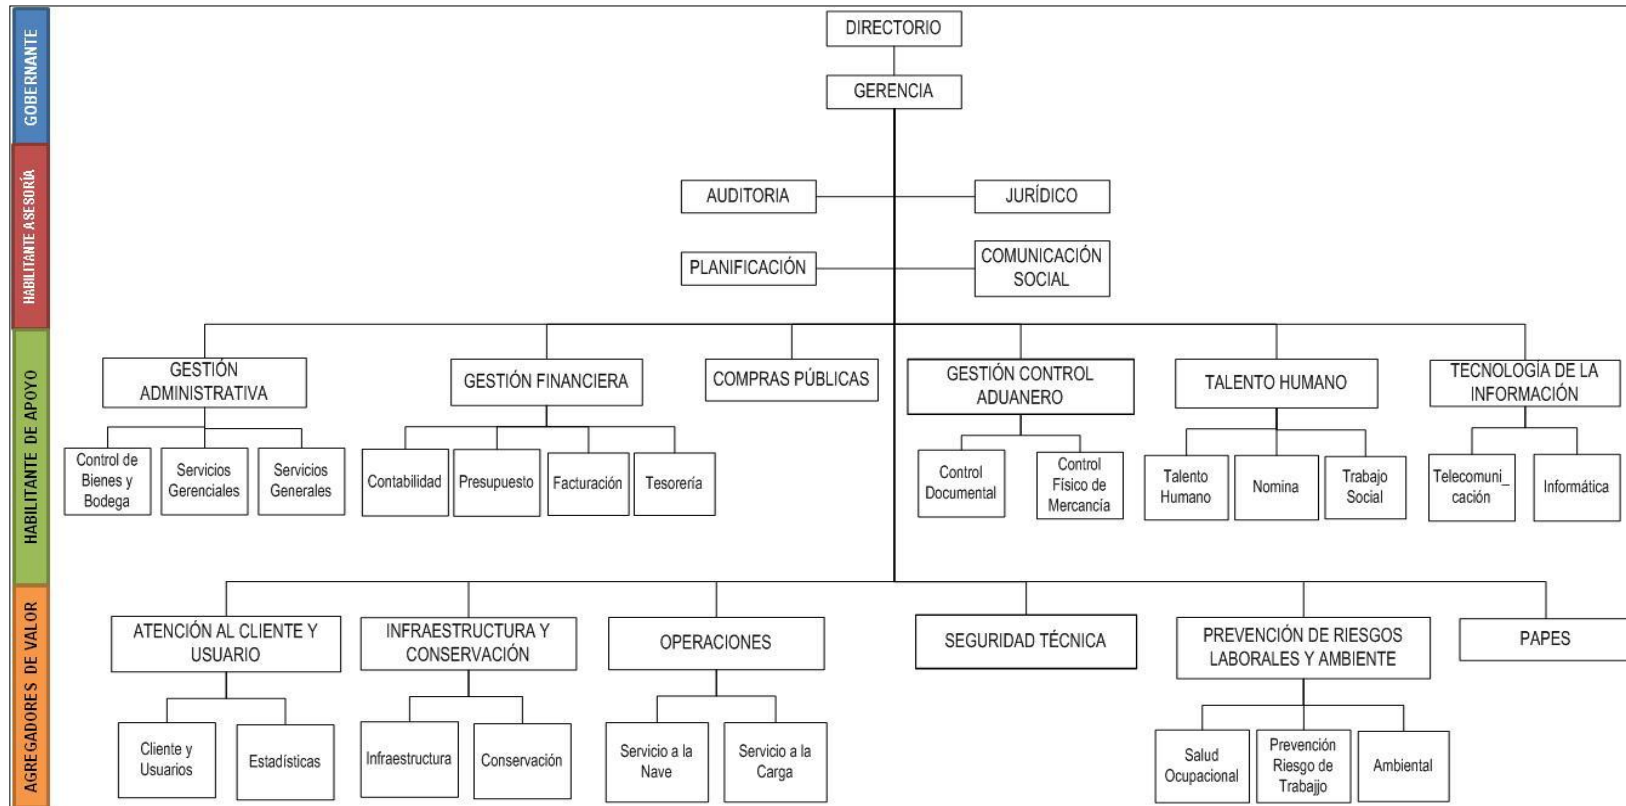 GOBERNANTE
DIRECTORIO
GERENCIA
HABILITANTE ASESORÍA
AUDITORIA
JURÍDICO
PLANIFICACIÓN
COMUNICACIÓN
SOCIAL
HABILITANTE DE APOYO
GESTIÓN
ADMINISTRATIVA
GESTIÓN FINANCIERA
COMPRAS PÚBLICAS
GESTIÓN CONTROL
ADUANERO
TALENTO HUMANO
TECNOLOGÍA DE LA
INFORMACIÓN
Control de
Bienes y
Bodega
Servicios
Gerenciales
Servicios
Generales
Contabilidad
Presupuesto
Facturación
Tesorería
Control
Documental
Control
Físico de
Mercancía
Talento
Humano
Nomina
Trabajo
Social
Telecomuni_
cación
Informática
AGREGADORES DE VALOR
ATENCIÓN AL CLIENTE Y
USUARIO
INFRAESTRUCTURA Y
CONSERVACIÓN
OPERACIONES
SEGURIDAD TÉCNICA
PREVENCIÓN DE RIESGOS
LABORALES Y AMBIENTE
PAPES
Cliente y
Usuarios
Estadísticas
Infraestructura
Conservación
Servicio a la
Nave
Servicio a la
Carga
Salud
Ocupacional
Prevención
Riesgo de
Trabajjo
Ambiental